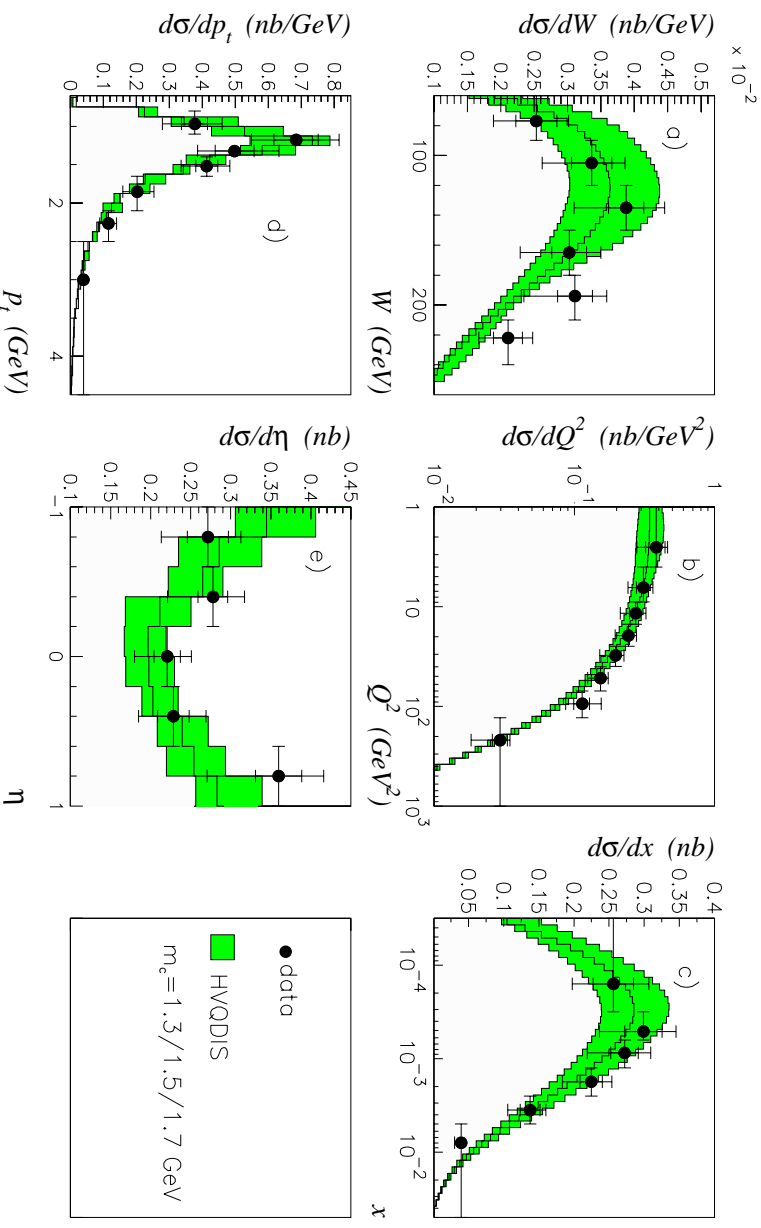 × 10⁻²
dσ/dW (nb/GeV)
0.5
0.45
0.4
0.35
0.3
0.25
0.2
0.15
0.1
a)
100
200
W (GeV)
dσ/dQ² (nb/GeV²)
1
10⁻¹
10⁻²
b)
1
10
10²
10³
Q² (GeV²)
dσ/dx (nb)
0.4
0.35
0.3
0.25
0.2
0.15
0.1
0.05
c)
10⁻⁴
10⁻³
10⁻²
x
dσ/dpₜ (nb/GeV)
0.8
0.7
0.6
0.5
0.4
0.3
0.2
0.1
0
d)
2
4
pₜ (GeV)
dσ/dη (nb)
0.45
0.4
0.35
0.3
0.25
0.2
0.15
0.1
e)
−1
0
1
η
data
HVQDIS
m_c=1.3/1.5/1.7 GeV